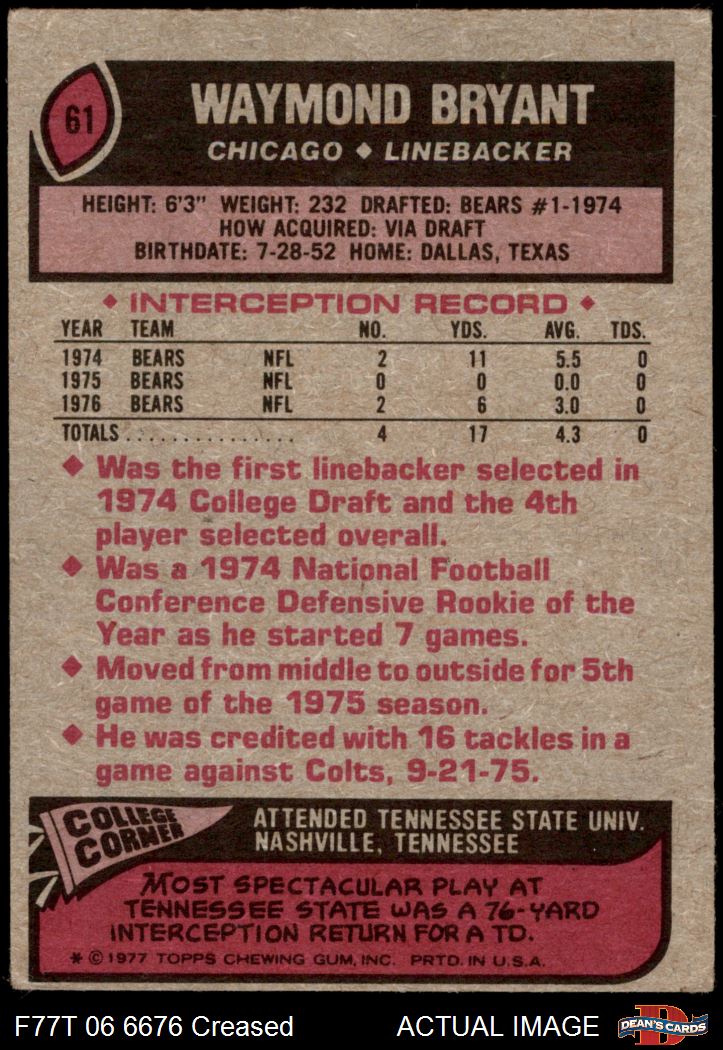 61
WAYMOND BRYANT
CHICAGO ♦ LINEBACKER
HEIGHT: 6'3" WEIGHT: 232 DRAFTED: BEARS #1-1974
HOW ACQUIRED: VIA DRAFT
BIRTHDATE: 7-28-52 HOME: DALLAS, TEXAS
♦ INTERCEPTION RECORD ♦
YEAR TEAM NO. YDS. AVG. TDS.
1974 BEARS NFL 2 11 5.5 0
1975 BEARS NFL 0 0 0.0 0
1976 BEARS NFL 2 6 3.0 0
TOTALS................ 4 17 4.3 0
♦ Was the first linebacker selected in
1974 College Draft and the 4th
player selected overall.
♦ Was a 1974 National Football
Conference Defensive Rookie of the
Year as he started 7 games.
♦ Moved from middle to outside for 5th
game of the 1975 season.
♦ He was credited with 16 tackles in a
game against Colts, 9-21-75.
COLLEGE
CORNER
ATTENDED TENNESSEE STATE UNIV.
NASHVILLE, TENNESSEE
MOST SPECTACULAR PLAY AT
TENNESSEE STATE WAS A 76-YARD
INTERCEPTION RETURN FOR A TD.
* © 1977 TOPPS CHEWING GUM, INC. PRTD. IN U.S.A.
F77T 06 6676 Creased ACTUAL IMAGE
D
DEAN'S CARDS